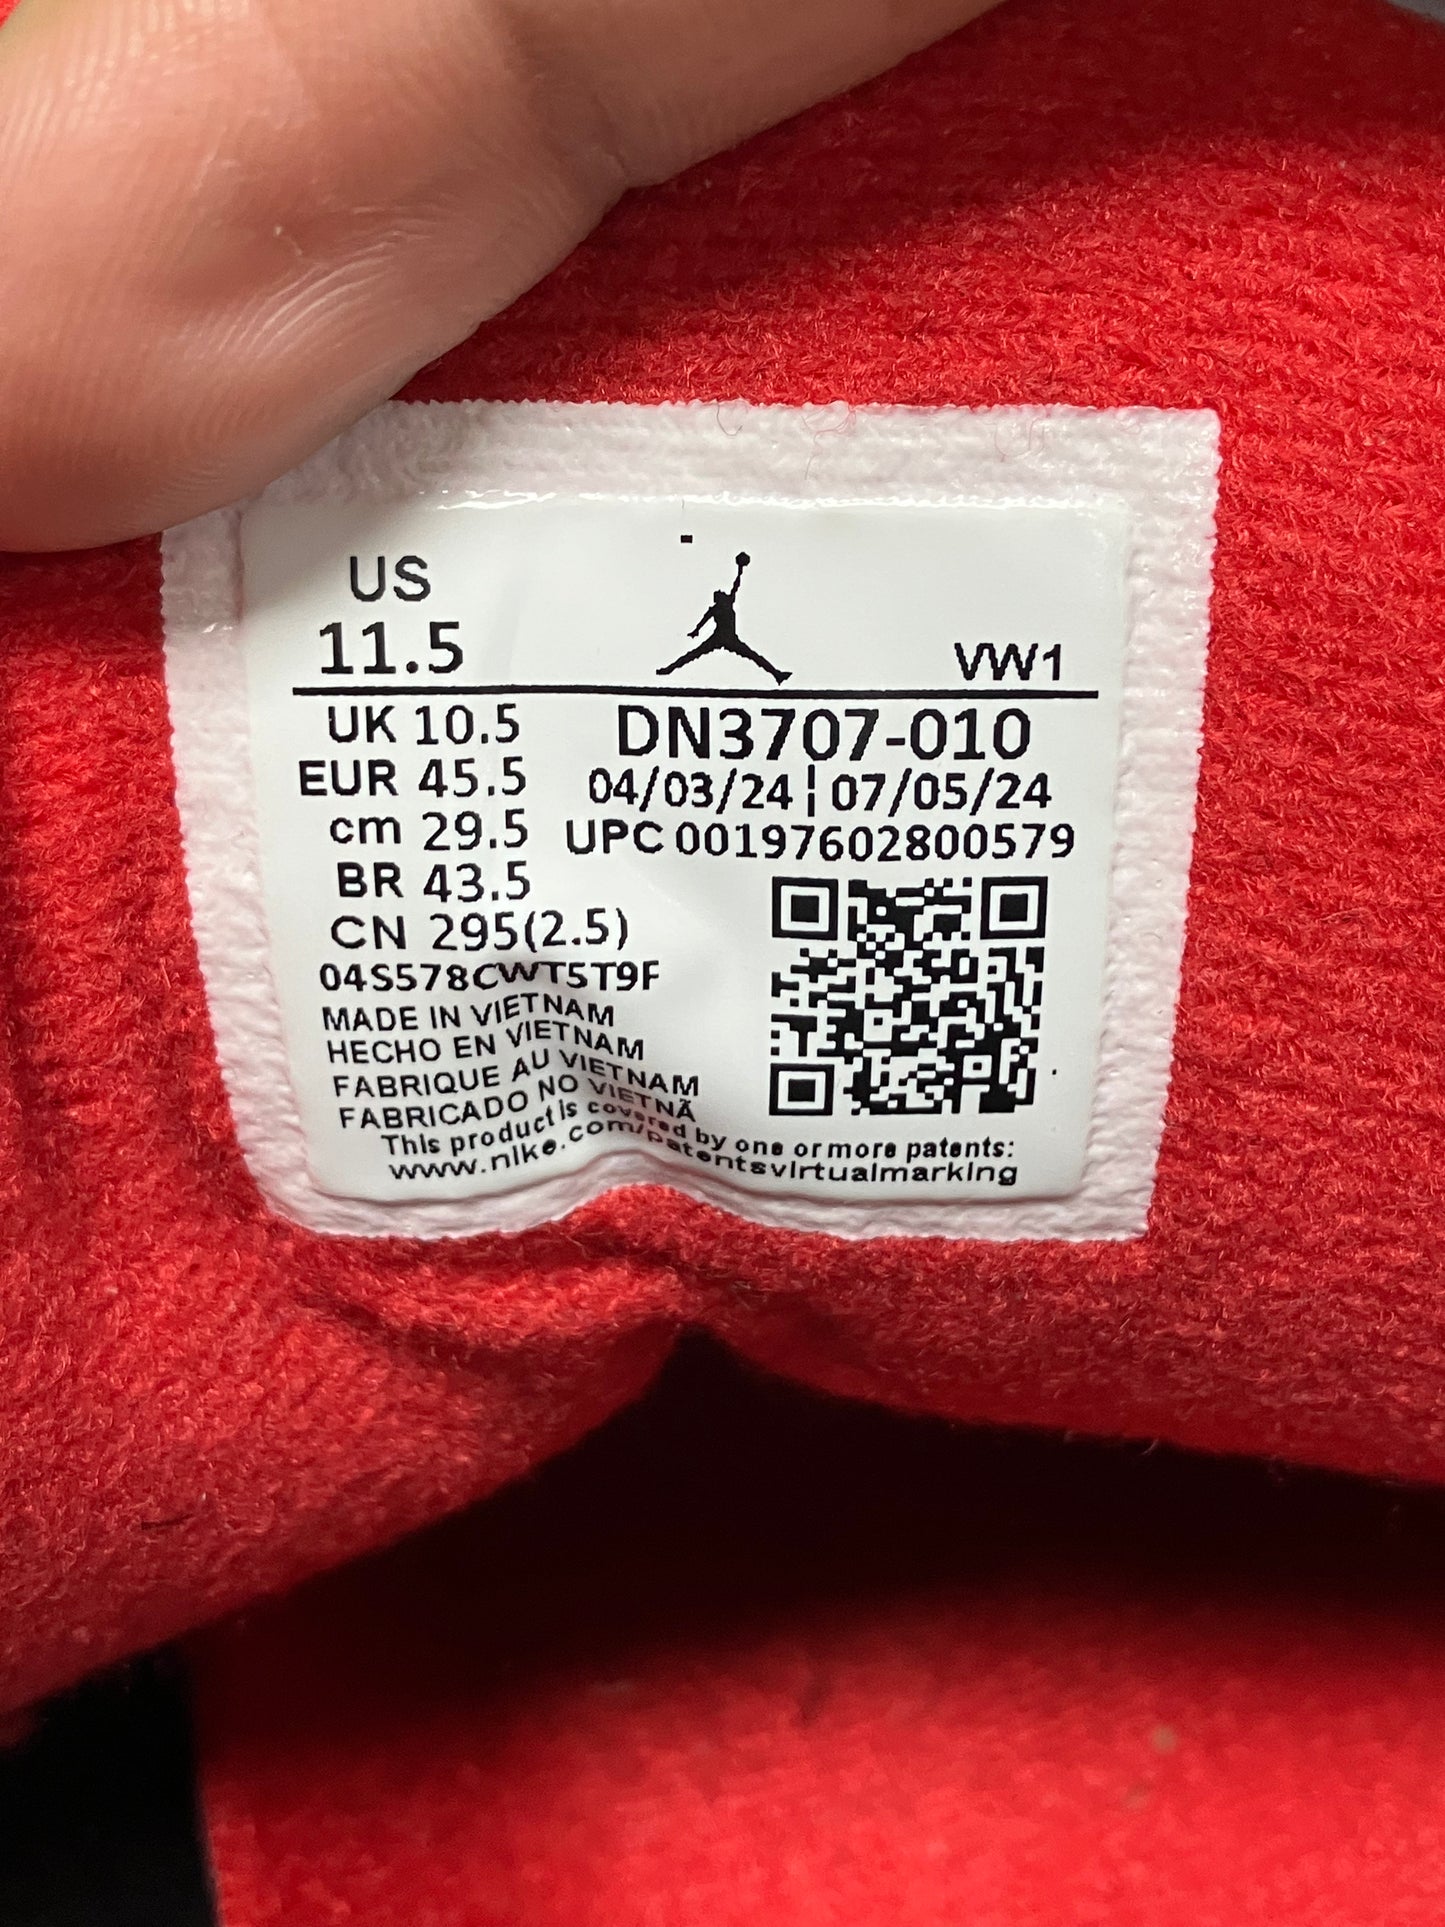 US
11.5
VW1
UK 10.5
EUR 45.5
cm 29.5
BR 43.5
CN 295(2.5)
DN3707-010
04/03/24 ¦ 07/05/24
UPC 00197602800579
04S578CWT5T9F
MADE IN VIETNAM
HECHO EN VIETNAM
FABRIQUE AU VIETNAM
FABRICADO NO VIETNÃ
This product is covered by one or more patents:
www.nike.com/patentsvirtualmarking